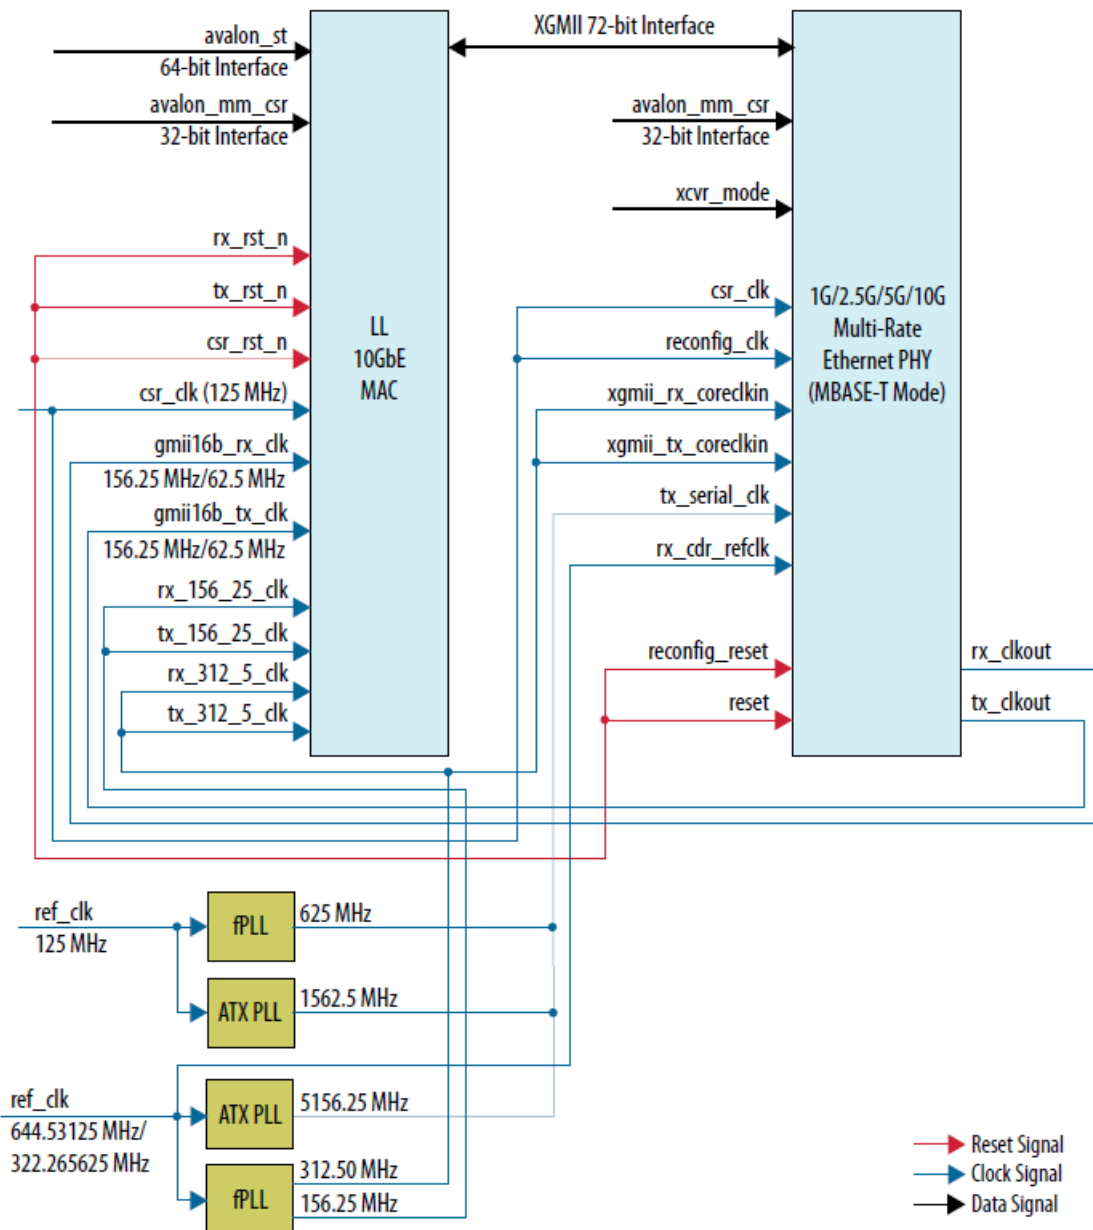 avalon_st
64-bit Interface
avalon_mm_csr
32-bit Interface
rx_rst_n
tx_rst_n
csr_rst_n
csr_clk (125 MHz)
gmii16b_rx_clk
156.25 MHz/62.5 MHz
gmii16b_tx_clk
156.25 MHz/62.5 MHz
rx_156_25_clk
tx_156_25_clk
rx_312_5_clk
tx_312_5_clk
LL
10GbE
MAC
XGMII 72-bit Interface
avalon_mm_csr
32-bit Interface
xcvr_mode
csr_clk
reconfig_clk
xgmii_rx_coreclkin
xgmii_tx_coreclkin
tx_serial_clk
rx_cdr_refclk
reconfig_reset
reset
1G/2.5G/5G/10G
Multi-Rate
Ethernet PHY
(MBASE-T Mode)
rx_clkout
tx_clkout
ref_clk
125 MHz
fPLL
625 MHz
ATX PLL
1562.5 MHz
ref_clk
644.53125 MHz/
322.265625 MHz
ATX PLL
5156.25 MHz
fPLL
312.50 MHz
156.25 MHz
Reset Signal
Clock Signal
Data Signal